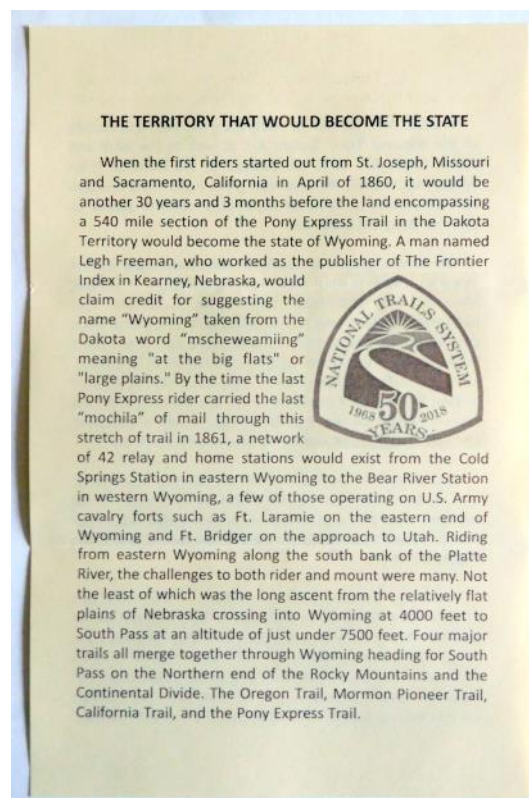 THE TERRITORY THAT WOULD BECOME THE STATE
When the first riders started out from St. Joseph, Missouri
and Sacramento, California in April of 1860, it would be
another 30 years and 3 months before the land encompassing
a 540 mile section of the Pony Express Trail in the Dakota
Territory would become the state of Wyoming. A man named
Legh Freeman, who worked as the publisher of The Frontier
Index in Kearney, Nebraska, would
claim credit for suggesting the
name “Wyoming” taken from the
Dakota word “mscheweamiing”
meaning "at the big flats" or
"large plains." By the time the last
Pony Express rider carried the last
“mochila” of mail through this
stretch of trail in 1861, a network
NATIONAL TRAILS SYSTEM
1968 50 2018
YEARS
of 42 relay and home stations would exist from the Cold
Springs Station in eastern Wyoming to the Bear River Station
in western Wyoming, a few of those operating on U.S. Army
cavalry forts such as Ft. Laramie on the eastern end of
Wyoming and Ft. Bridger on the approach to Utah. Riding
from eastern Wyoming along the south bank of the Platte
River, the challenges to both rider and mount were many. Not
the least of which was the long ascent from the relatively flat
plains of Nebraska crossing into Wyoming at 4000 feet to
South Pass at an altitude of just under 7500 feet. Four major
trails all merge together through Wyoming heading for South
Pass on the Northern end of the Rocky Mountains and the
Continental Divide. The Oregon Trail, Mormon Pioneer Trail,
California Trail, and the Pony Express Trail.